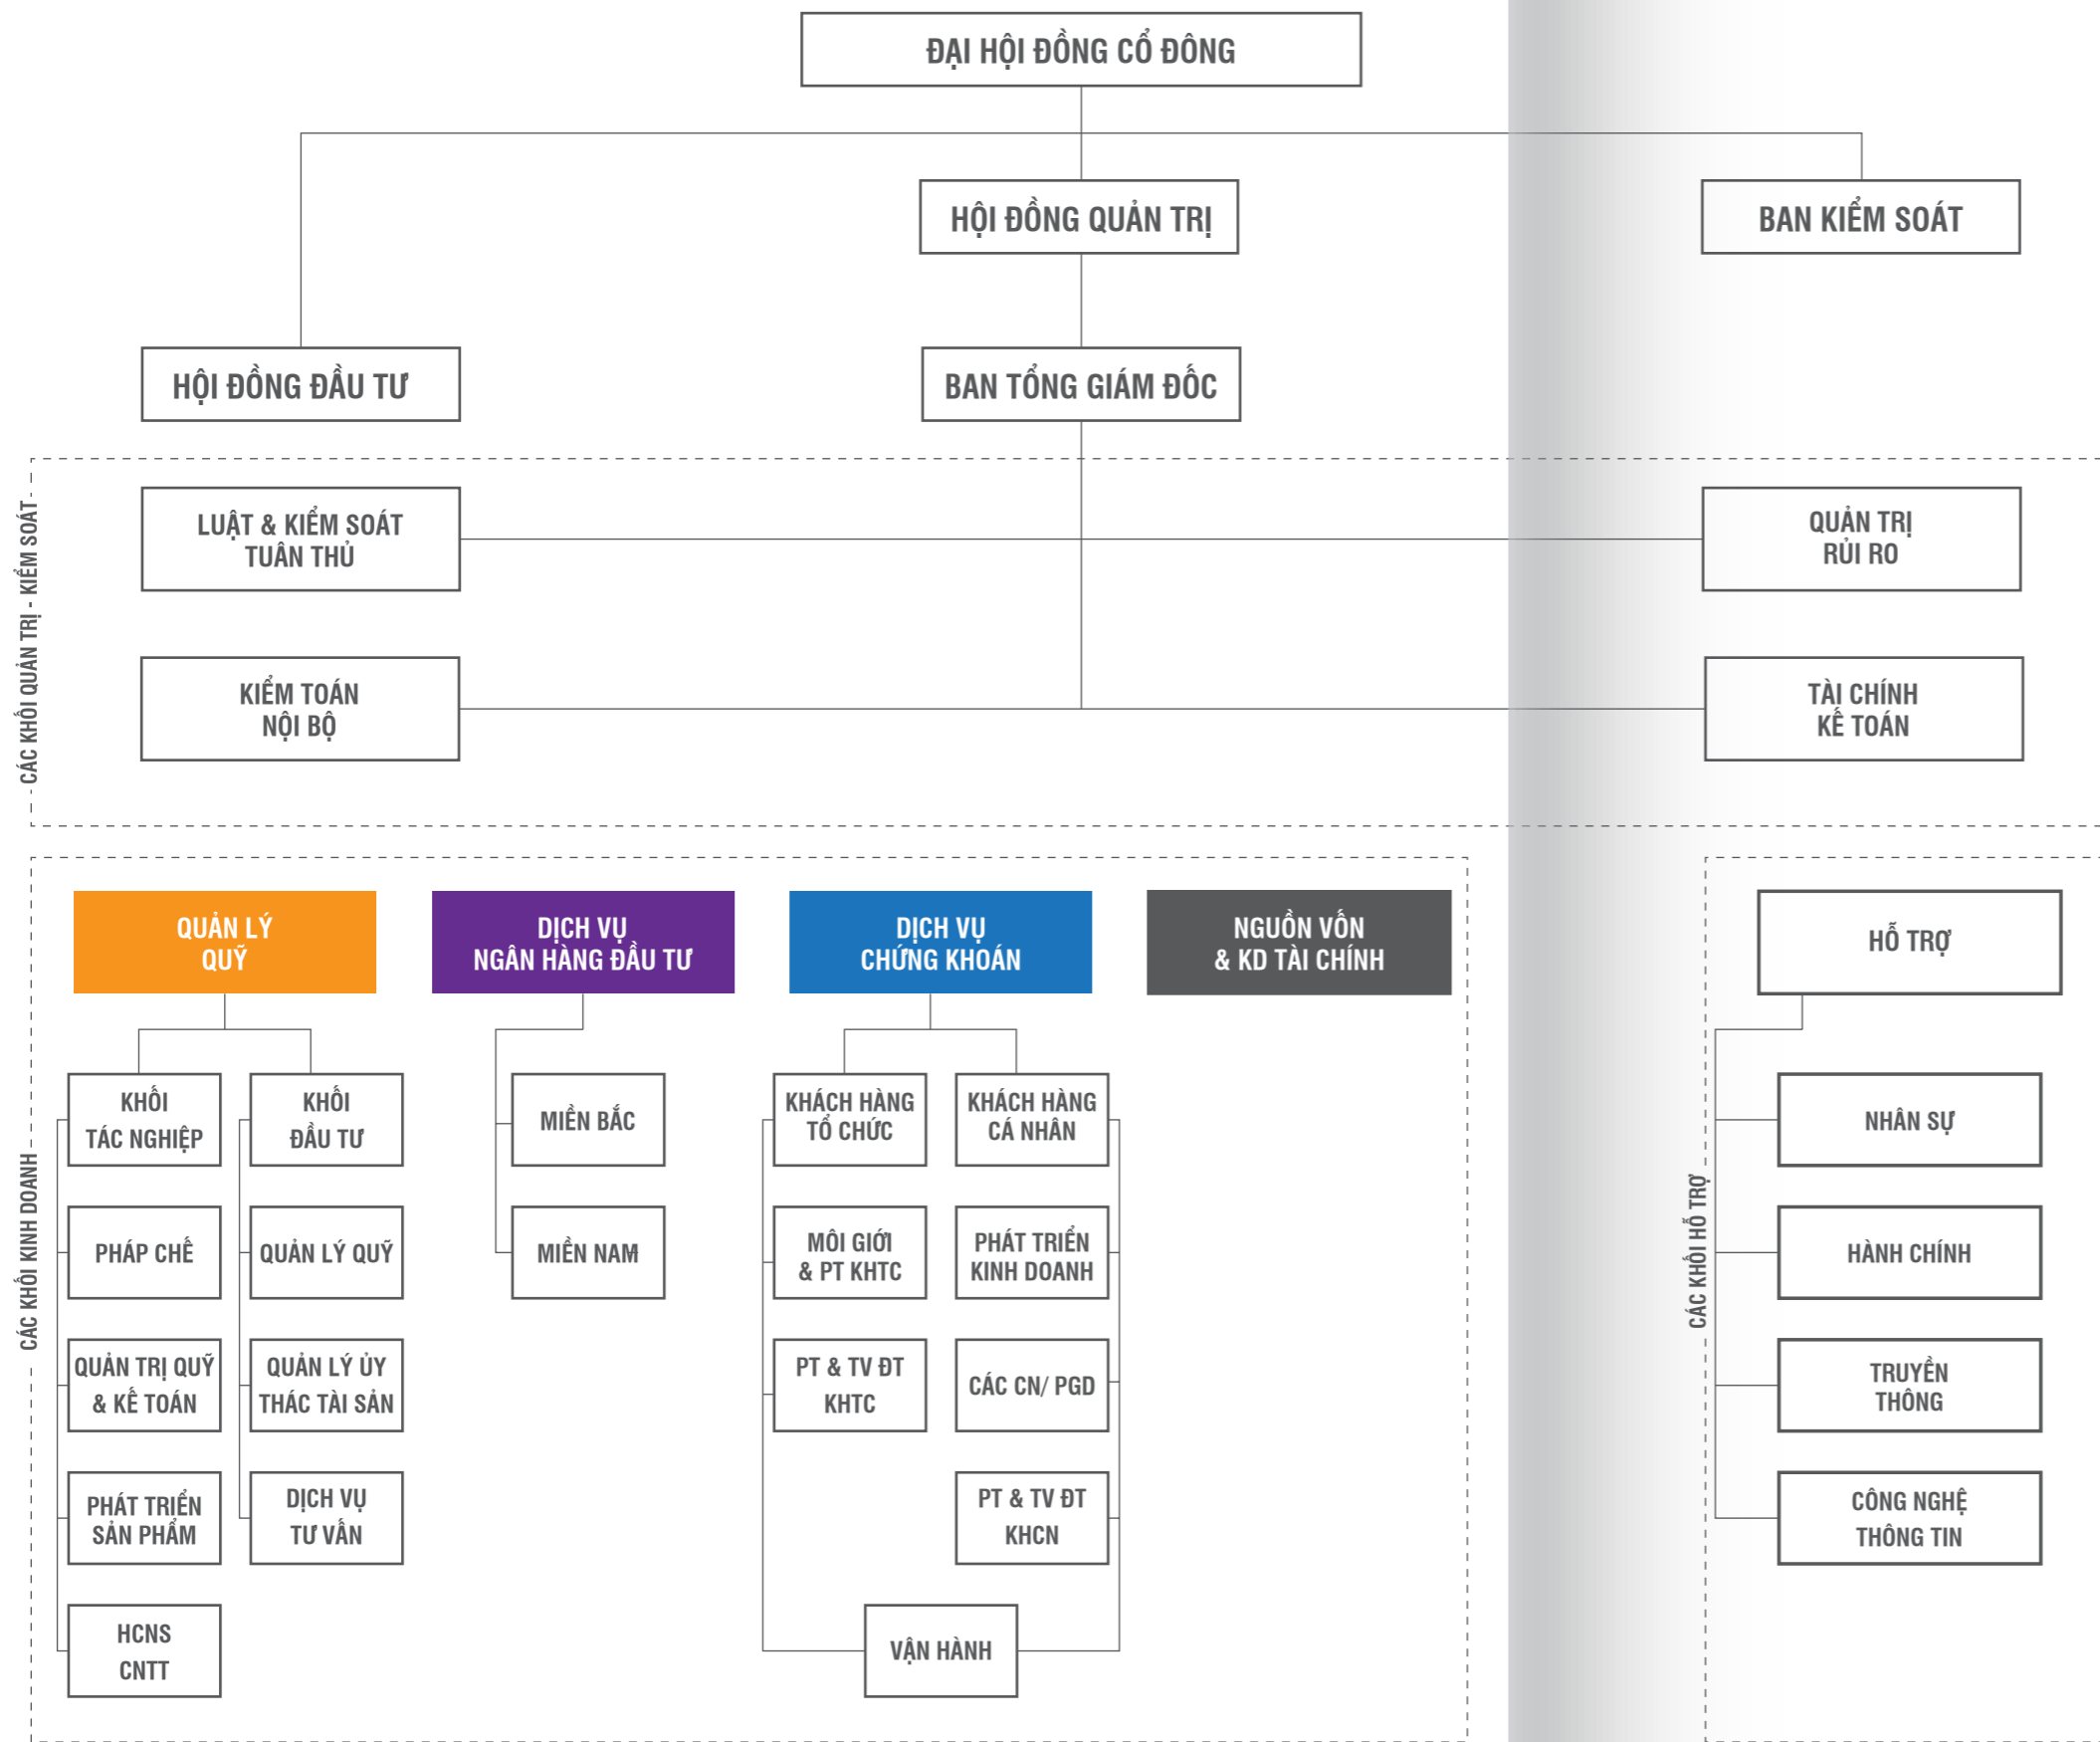 ĐẠI HỘI ĐỒNG CỔ ĐÔNG
HỘI ĐỒNG QUẢN TRỊ
BAN KIỂM SOÁT
HỘI ĐỒNG ĐẦU TƯ
BAN TỔNG GIÁM ĐỐC
CÁC KHỐI QUẢN TRỊ - KIỂM SOÁT
LUẬT & KIỂM SOÁT
TUÂN THỦ
QUẢN TRỊ
RỦI RO
KIỂM TOÁN
NỘI BỘ
TÀI CHÍNH
KẾ TOÁN
CÁC KHỐI KINH DOANH
QUẢN LÝ
QUỸ
DỊCH VỤ
NGÂN HÀNG ĐẦU TƯ
DỊCH VỤ
CHỨNG KHOÁN
NGUỒN VỐN
& KD TÀI CHÍNH
KHỐI
TÁC NGHIỆP
KHỐI
ĐẦU TƯ
MIỀN BẮC
KHÁCH HÀNG
TỔ CHỨC
KHÁCH HÀNG
CÁ NHÂN
PHÁP CHẾ
QUẢN LÝ QUỸ
MIỀN NAM
MÔI GIỚI
& PT KHTC
PHÁT TRIỂN
KINH DOANH
QUẢN TRỊ QUỸ
& KẾ TOÁN
QUẢN LÝ ỦY
THÁC TÀI SẢN
PT & TV ĐT
KHTC
CÁC CN/ PGD
PHÁT TRIỂN
SẢN PHẨM
DỊCH VỤ
TƯ VẤN
PT & TV ĐT
KHCN
HCNS
CNTT
VẬN HÀNH
CÁC KHỐI HỖ TRỢ
HỖ TRỢ
NHÂN SỰ
HÀNH CHÍNH
TRUYỀN
THÔNG
CÔNG NGHỆ
THÔNG TIN